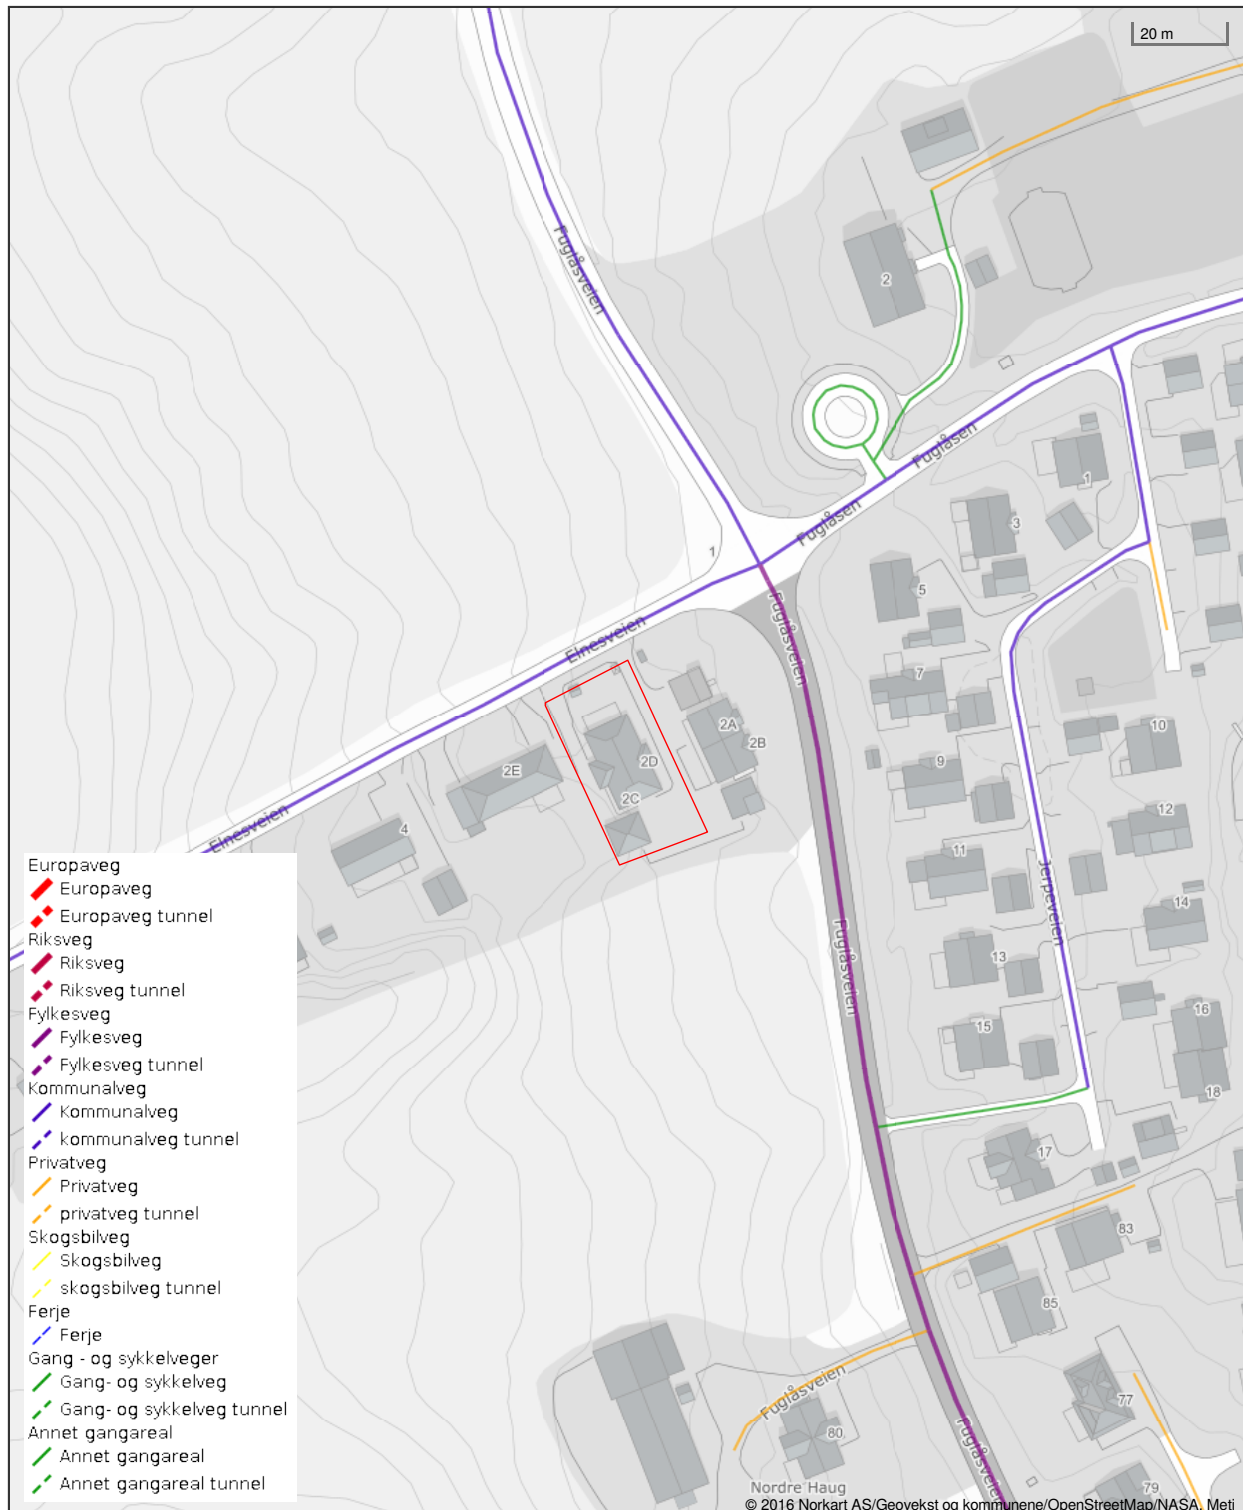 20 m
Fuglåsveien
2
Fuglåsen
1
3
Fuglåsen
1
5
Fuglåsveien
Elnesveien
7
2A
10
2B
2D
9
2E
2C
12
Elnesveien
4
11
Jerpeveien
14
Fuglåsveien
13
16
15
18
17
83
85
Fuglåsveien
77
80
Fuglåsveien
Nordre Haug
79
Europaveg
Europaveg
Europaveg tunnel
Riksveg
Riksveg
Riksveg tunnel
Fylkesveg
Fylkesveg
Fylkesveg tunnel
Kommunalveg
Kommunalveg
kommunalveg tunnel
Privatveg
Privatveg
privatveg tunnel
Skogsbilveg
Skogsbilveg
skogsbilveg tunnel
Ferje
Ferje
Gang - og sykkelveger
Gang- og sykkelveg
Gang- og sykkelveg tunnel
Annet gangareal
Annet gangareal
Annet gangareal tunnel
© 2016 Norkart AS/Geovekst og kommunene/OpenStreetMap/NASA, Meti